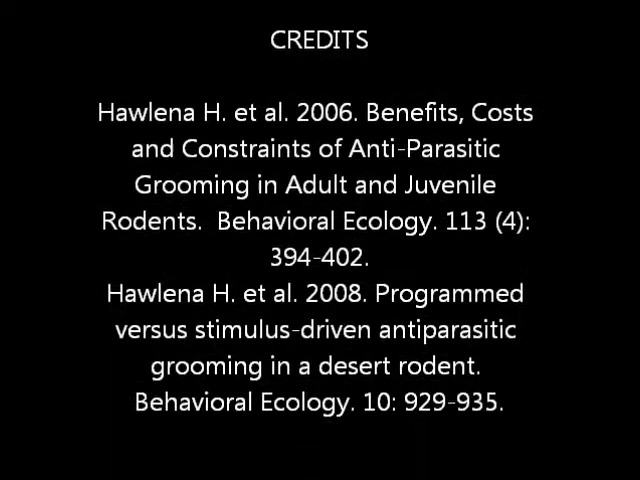 CREDITS
Hawlena H. et al. 2006. Benefits, Costs
and Constraints of Anti-Parasitic
Grooming in Adult and Juvenile
Rodents.  Behavioral Ecology. 113 (4):
394-402.
Hawlena H. et al. 2008. Programmed
versus stimulus-driven antiparasitic
grooming in a desert rodent.
Behavioral Ecology. 10: 929-935.